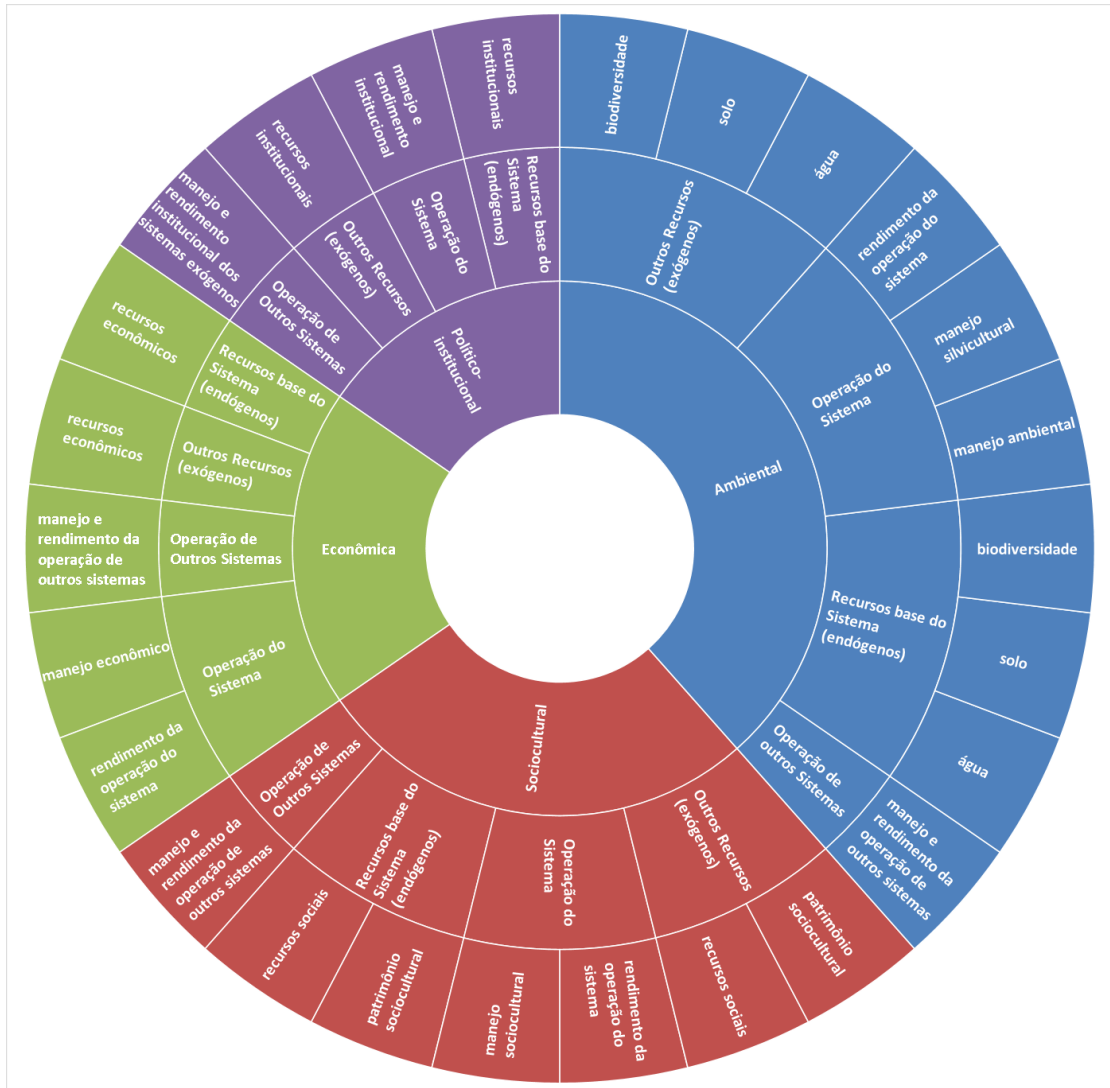 Ambiental
Outros Recursos
(exógenos)
biodiversidade
solo
água
Operação do
Sistema
rendimento da
operação do
sistema
manejo
silvicultural
manejo ambiental
Recursos base do
Sistema
(endógenos)
biodiversidade
solo
água
Operação de
outros Sistemas
manejo e
rendimento da
operação de
outros sistemas
Sociocultural
Outros Recursos
(exógenos)
patrimônio
sociocultural
recursos sociais
Operação do
Sistema
rendimento da
operação do
sistema
manejo
sociocultural
Recursos base do
Sistema
(endógenos)
patrimônio
sociocultural
recursos sociais
Operação de
Outros Sistemas
manejo e
rendimento da
operação de
outros sistemas
Econômica
Operação do
Sistema
rendimento da
operação do
sistema
manejo econômico
Operação de
Outros Sistemas
manejo e
rendimento da
operação de
outros sistemas
Outros Recursos
(exógenos)
recursos
econômicos
Recursos base do
Sistema
(endógenos)
recursos
econômicos
Político-
institucional
Operação de
Outros Sistemas
manejo e
rendimento
institucional dos
sistemas exógenos
Outros Recursos
(exógenos)
recursos
institucionais
Operação do
Sistema
manejo e
rendimento
institucional
Recursos base do
Sistema
(endógenos)
recursos
institucionais